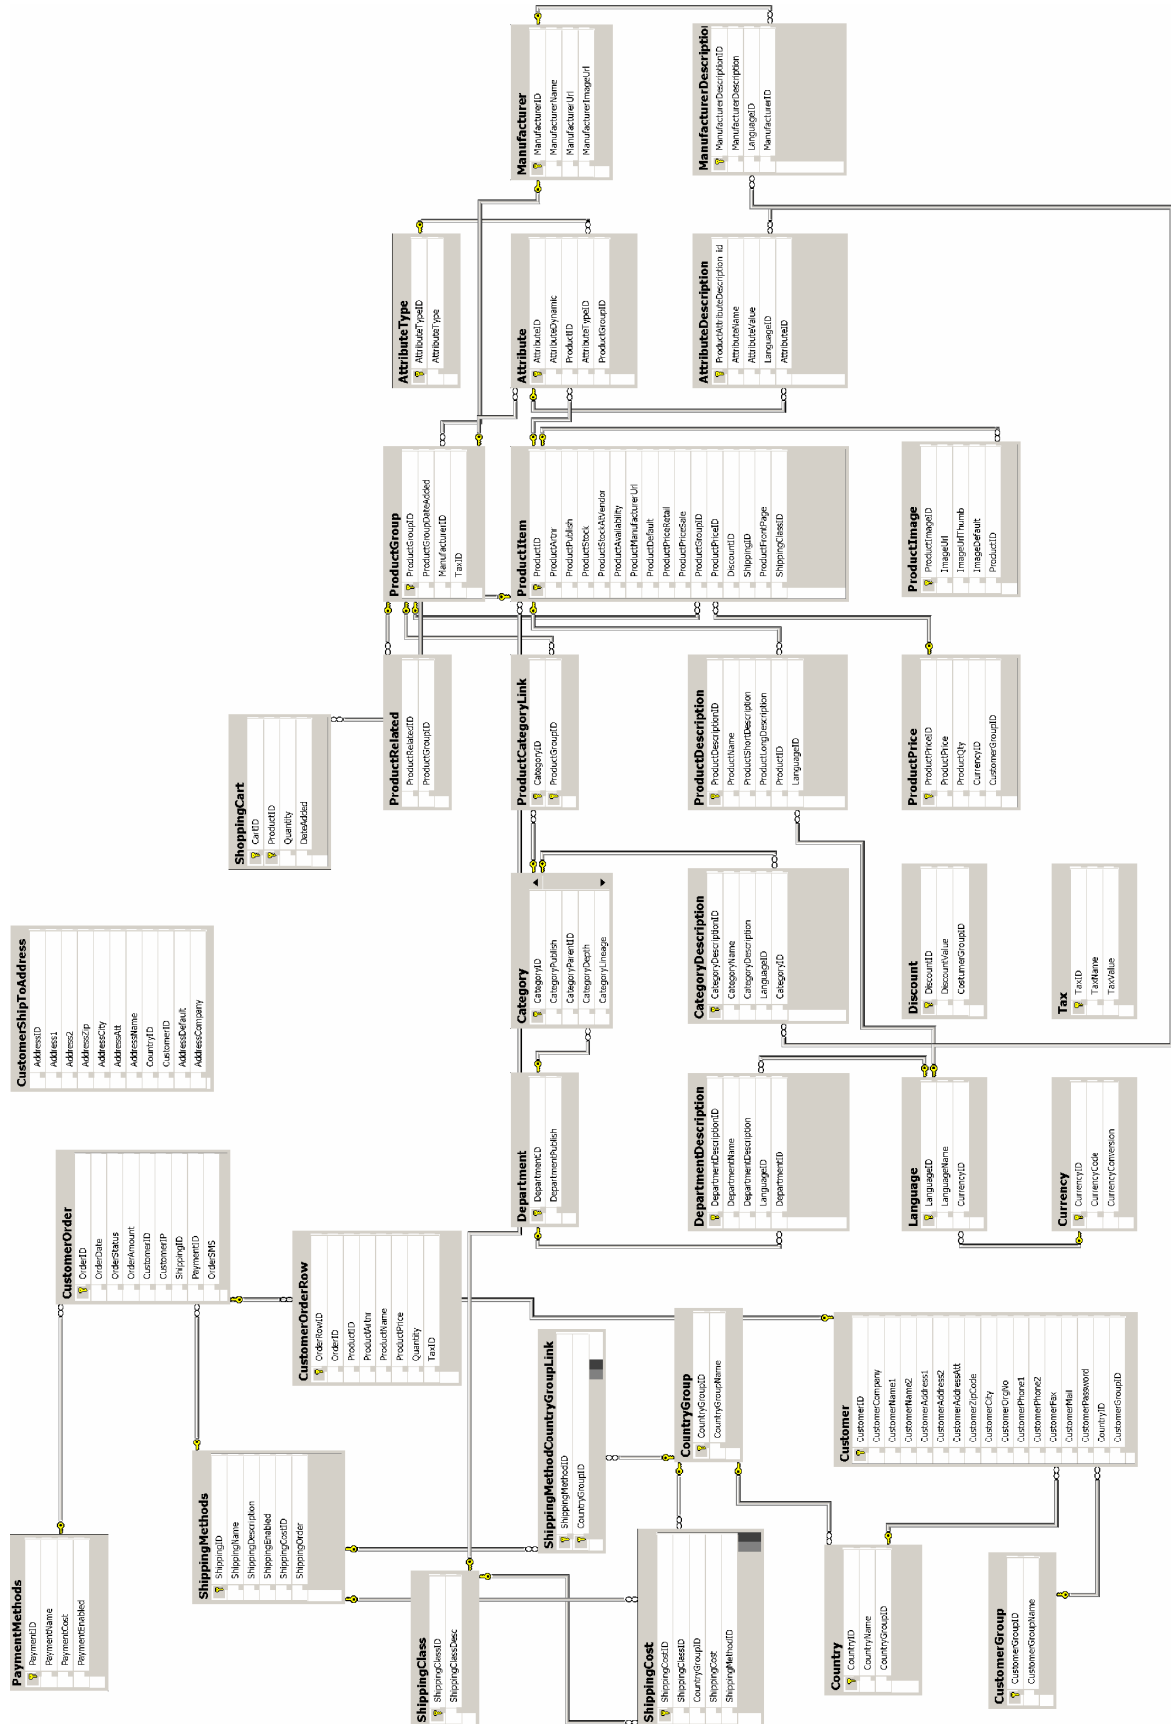 PaymentMethods
PaymentID
PaymentName
PaymentCost
PaymentEnabled
CustomerOrder
OrderID
OrderDate
OrderStatus
OrderAmount
CustomerID
CustomerIP
ShippingID
PaymentID
OrderSMS
CustomerShipToAddress
AddressID
Address1
Address2
AddressZip
AddressCity
AddressAtt
AddressName
CountryID
CustomerID
AddressDefault
AddressCompany
ShippingMethods
ShippingID
ShippingName
ShippingDescription
ShippingEnabled
ShippingCostID
ShippingOrder
CustomerOrderRow
OrderRowID
OrderID
ProductID
ProductArtnr
ProductName
ProductPrice
Quantity
TaxID
ShoppingCart
CartID
ProductID
Quantity
DateAdded
ShippingClass
ShippingClassID
ShippingClassDesc
ProductRelated
ProductRelatedID
ProductGroupID
ProductGroup
ProductGroupID
ProductGroupDateAdded
ManufacturerID
TaxID
AttributeType
AttributeTypeID
AttributeType
ShippingMethodCountryGroupLink
ShippingMethodID
CountryGroupID
Department
DepartmentID
DepartmentPublish
Category
CategoryID
CategoryPublish
CategoryParentID
CategoryDepth
CategoryLineage
ProductCategoryLink
CategoryID
ProductGroupID
ProductItem
ProductID
ProductArtnr
ProductPublish
ProductStock
ProductStockAtVendor
ProductAvailability
ProductManufacturerUrl
ProductDefault
ProductPriceRetail
ProductPriceSale
ProductGroupID
ProductPriceID
DiscountID
ShippingID
ProductFrontPage
ShippingClassID
Attribute
AttributeID
AttributeDynamic
ProductID
AttributeTypeID
ProductGroupID
Manufacturer
ManufacturerID
ManufacturerName
ManufacturerUrl
ManufacturerImageUrl
ShippingCost
ShippingCostID
ShippingClassID
CountryGroupID
ShippingCost
ShippingMethodID
CountryGroup
CountryGroupID
CountryGroupName
DepartmentDescription
DepartmentDescriptionID
DepartmentName
DepartmentDescription
LanguageID
DepartmentID
CategoryDescription
CategoryDescriptionID
CategoryName
CategoryDescription
LanguageID
CategoryID
ProductDescription
ProductDescriptionID
ProductName
ProductShortDescription
ProductLongDescription
ProductID
LanguageID
AttributeDescription
ProductAttributeDescription_id
AttributeName
AttributeValue
LanguageID
AttributeID
ManufacturerDescription
ManufacturerDescriptionID
ManufacturerDescription
LanguageID
ManufacturerID
Country
CountryID
CountryName
CountryGroupID
Customer
CustomerID
CustomerCompany
CustomerName1
CustomerName2
CustomerAddress1
CustomerAddress2
CustomerAddressAtt
CustomerZipCode
CustomerCity
CustomerOrgNo
CustomerPhone1
CustomerPhone2
CustomerFax
CustomerMail
CustomerPassword
CountryID
CustomerGroupID
Language
LanguageID
LanguageName
CurrencyID
Discount
DiscountID
DiscountValue
CostumerGroupID
ProductPrice
ProductPriceID
ProductPrice
ProductQty
CurrencyID
CustomerGroupID
ProductImage
ProductImageID
ImageUrl
ImageUrlThumb
ImageDefault
ProductID
CustomerGroup
CustomerGroupID
CustomerGroupName
Currency
CurrencyID
CurrencyCode
CurrencyConversion
Tax
TaxID
TaxName
TaxValue